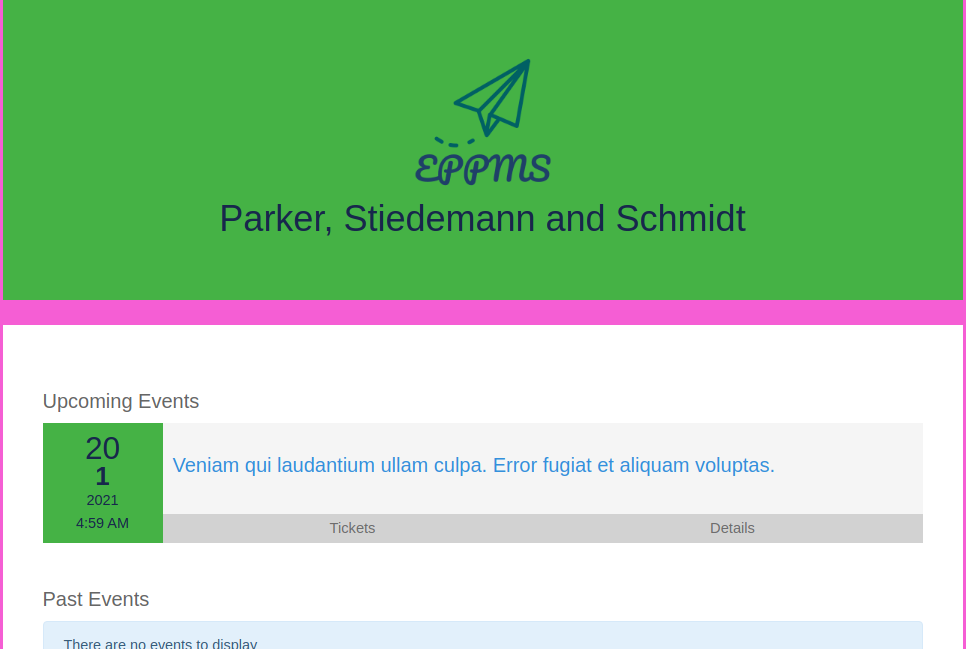 EPPMS
Parker, Stiedemann and Schmidt
Upcoming Events
20
1
2021
4:59 AM
Veniam qui laudantium ullam culpa. Error fugiat et aliquam voluptas.
Tickets
Details
Past Events
There are no events to display